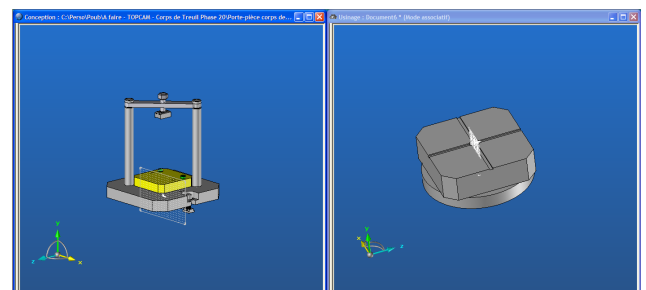 Conception : C:\Perso\Poub\A faire - TOPCAM - Corps de Treuil Phase 20\Porte-pièce corps de...
Usinage : Document6 * (Mode associatif)
Y
Z
X
Y
X
Z